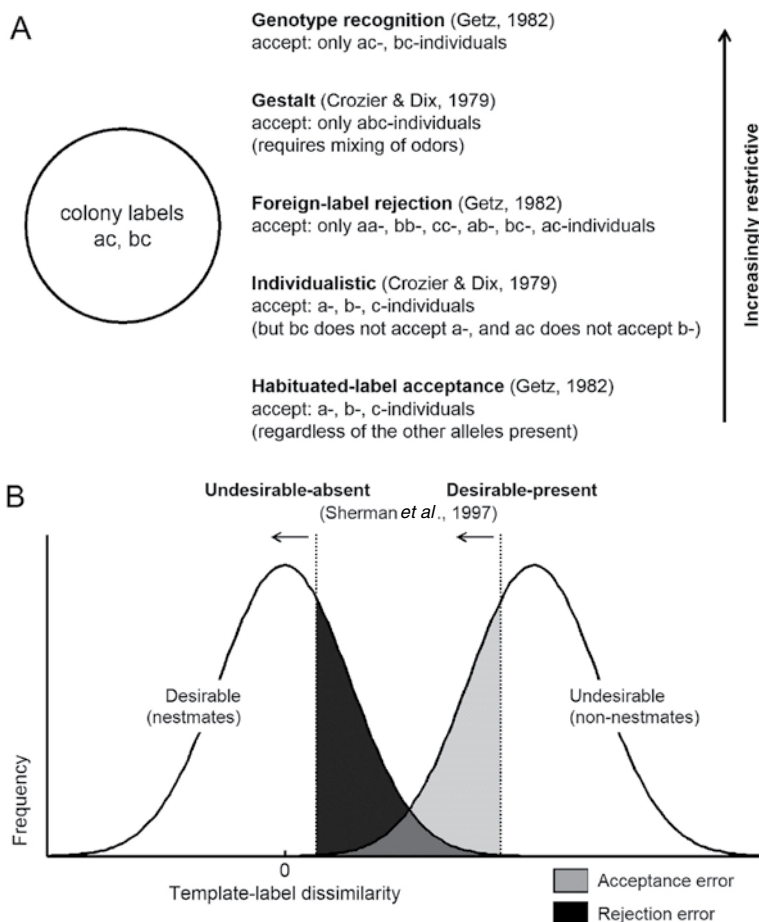 A
Genotype recognition (Getz, 1982)
accept: only ac-, bc-individuals
Gestalt (Crozier & Dix, 1979)
accept: only abc-individuals
(requires mixing of odors)
colony labels
ac, bc
Foreign-label rejection (Getz, 1982)
accept: only aa-, bb-, cc-, ab-, bc-, ac-individuals
Individualistic (Crozier & Dix, 1979)
accept: a-, b-, c-individuals
(but bc does not accept a-, and ac does not accept b-)
Habituated-label acceptance (Getz, 1982)
accept: a-, b-, c-individuals
(regardless of the other alleles present)
Increasingly restrictive
B
Undesirable-absent
Desirable-present
(Sherman et al., 1997)
Desirable
(nestmates)
Undesirable
(non-nestmates)
Frequency
0
Template-label dissimilarity
Acceptance error
Rejection error